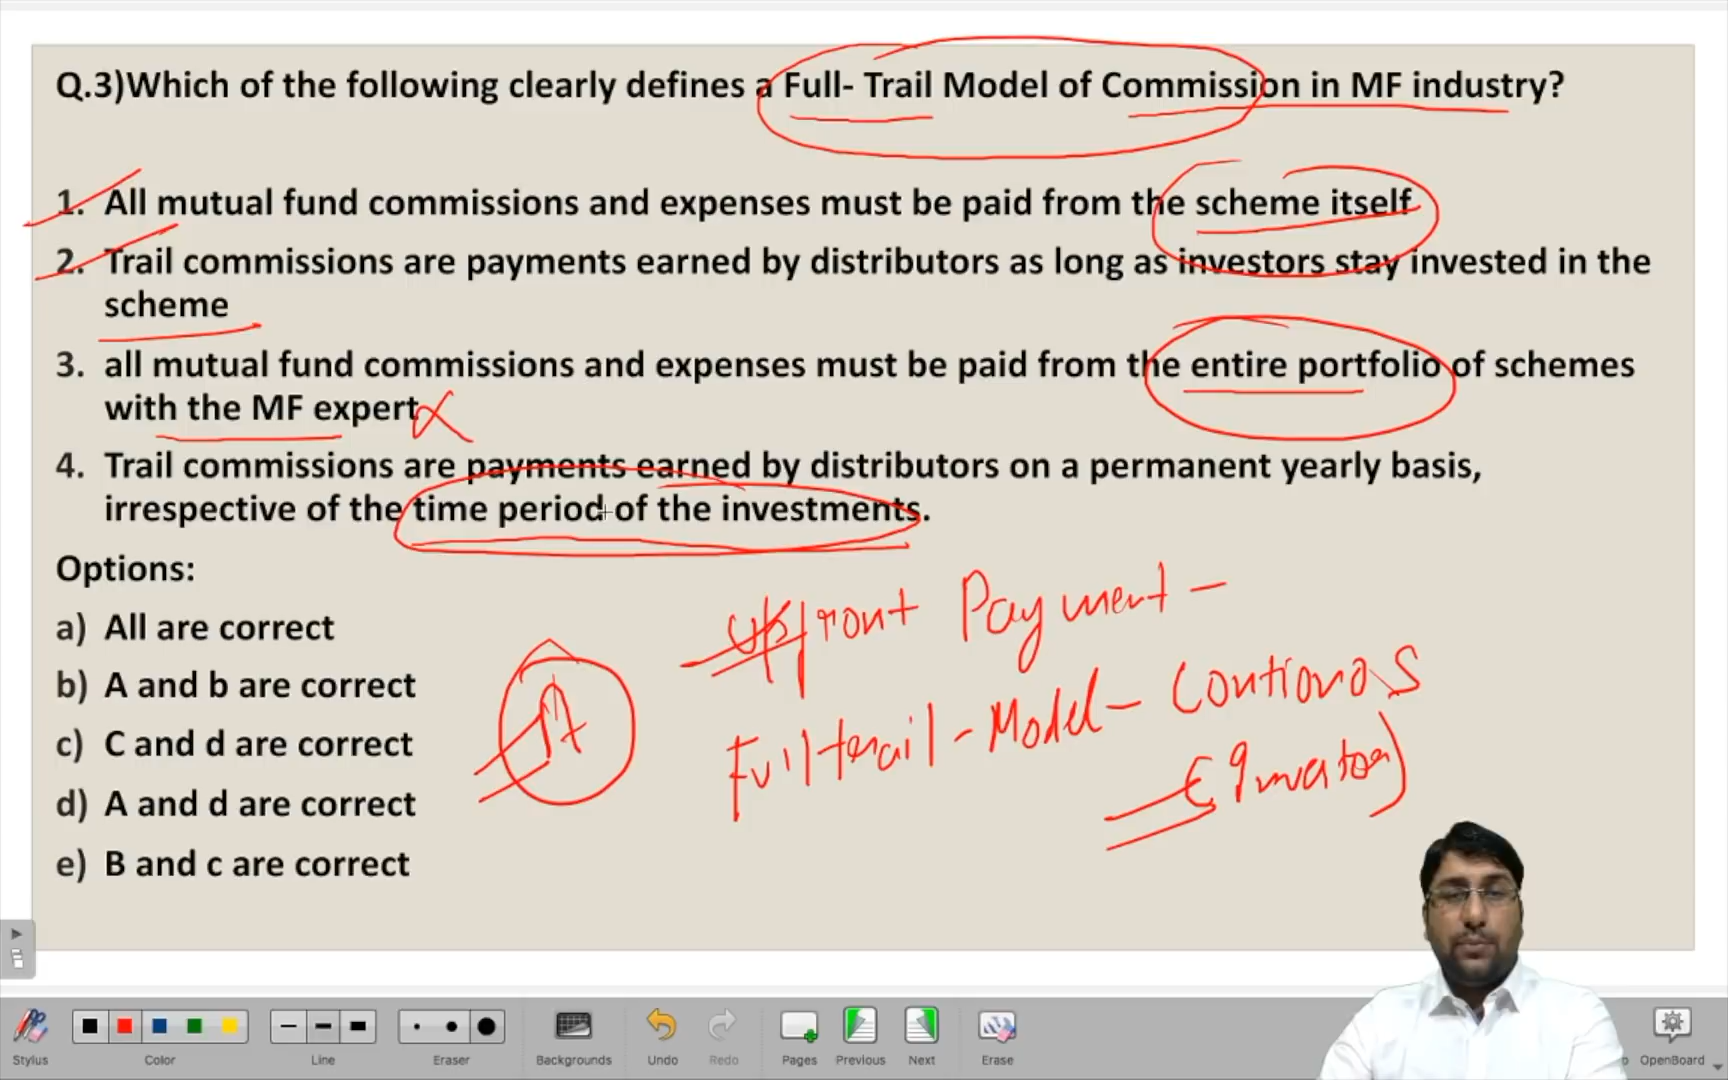 Q.3)Which of the following clearly defines a Full- Trail Model of Commission in MF industry?
1. All mutual fund commissions and expenses must be paid from the scheme itself
2. Trail commissions are payments earned by distributors as long as investors stay invested in the
scheme
3. all mutual fund commissions and expenses must be paid from the entire portfolio of schemes
with the MF expert
4. Trail commissions are payments earned by distributors on a permanent yearly basis,
irrespective of the time period of the investments.
Options:
a) All are correct
b) A and b are correct
c) C and d are correct
d) A and d are correct
e) B and c are correct
Upfront Payment -
Full trail - Model -
A
Stylus
Color
Line
Eraser
Backgrounds
Undo
Redo
Pages
Previous
Next
Erase
OpenBoard